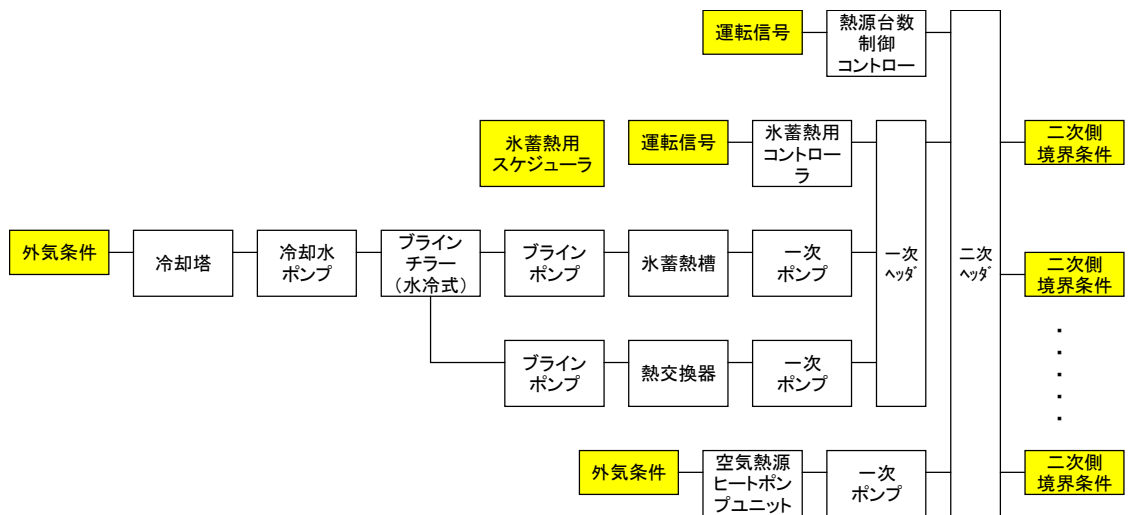 運転信号
熱源台数
制御
コントロー
氷蓄熱用
スケジューラ
運転信号
氷蓄熱用
コントロー
ラ
二次側
境界条件
外気条件
冷却塔
冷却水
ポンプ
ブライン
チラー
（水冷式）
ブライン
ポンプ
氷蓄熱槽
一次
ポンプ
一次
ﾍｯﾀﾞ
二次
ﾍｯﾀﾞ
二次側
境界条件
・
・
・
・
・
ブライン
ポンプ
熱交換器
一次
ポンプ
外気条件
空気熱源
ヒートポン
プユニット
一次
ポンプ
二次側
境界条件